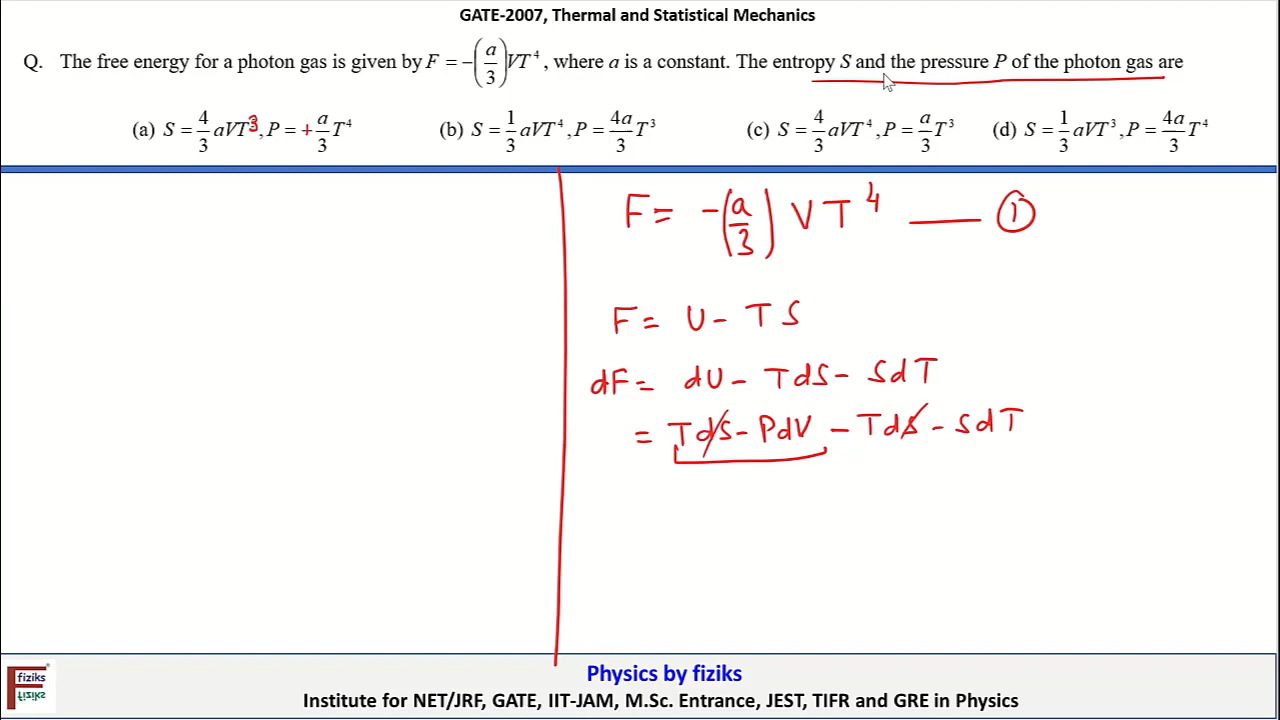 GATE-2007, Thermal and Statistical Mechanics
Q. The free energy for a photon gas is given by F = −(a/3)VT⁴, where a is a constant. The entropy S and the pressure P of the photon gas are
(a) S = 4/3 aVT³, P = + a/3 T⁴ (b) S = 1/3 aVT⁴, P = 4a/3 T³ (c) S = 4/3 aVT⁴, P = a/3 T³ (d) S = 1/3 aVT³, P = 4a/3 T⁴
F = −(a/3) VT⁴ —— ①
F = U − TS
dF = dU − TdS − SdT
= TdS − PdV − TdS − SdT
fiziks
Physics by fiziks
Institute for NET/JRF, GATE, IIT-JAM, M.Sc. Entrance, JEST, TIFR and GRE in Physics